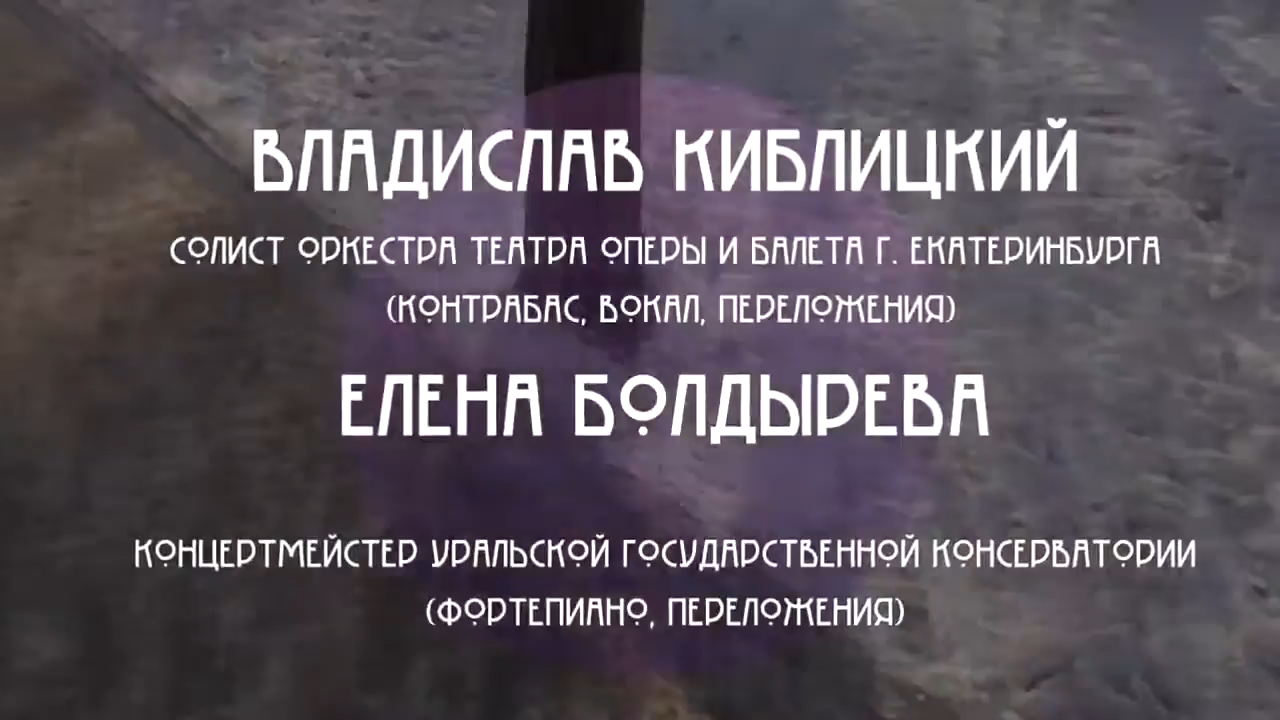 ВЛАДИСЛАВ КИБЛИЦКИЙ
СОЛИСТ ОРКЕСТРА ТЕАТРА ОПЕРЫ И БАЛЕТА Г. ЕКАТЕРИНБУРГА
(КОНТРАБАС, ВОКАЛ, ПЕРЕЛОЖЕНИЯ)
ЕЛЕНА БОЛДЫРЕВА
КОНЦЕРТМЕЙСТЕР УРАЛЬСКОЙ ГОСУДАРСТВЕННОЙ КОНСЕРВАТОРИИ
(ФОРТЕПИАНО, ПЕРЕЛОЖЕНИЯ)